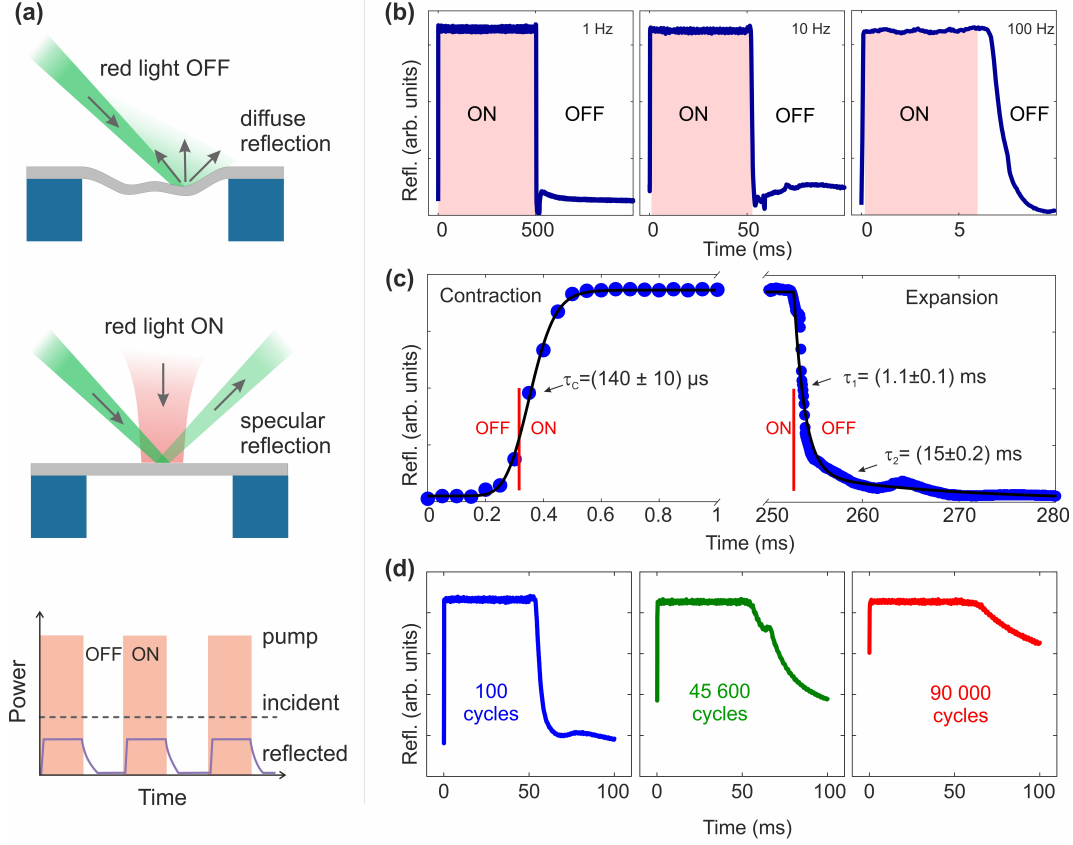 (a)
red light OFF
diffuse
reflection
red light ON
specular
reflection
Power
OFF
ON
pump
incident
reflected
Time
(b)
Refl. (arb. units)
1 Hz
ON
OFF
0
500
10 Hz
ON
OFF
0
50
100 Hz
ON
OFF
0
5
Time (ms)
(c)
Refl. (arb. units)
Contraction
τC=(140 ± 10) µs
OFF
ON
0
0.2
0.4
0.6
0.8
1
Expansion
τ1= (1.1±0.1) ms
ON
OFF
τ2= (15±0.2) ms
250
260
270
280
Time (ms)
(d)
Refl. (arb. units)
100
cycles
0
50
100
45 600
cycles
0
50
100
90 000
cycles
0
50
100
Time (ms)